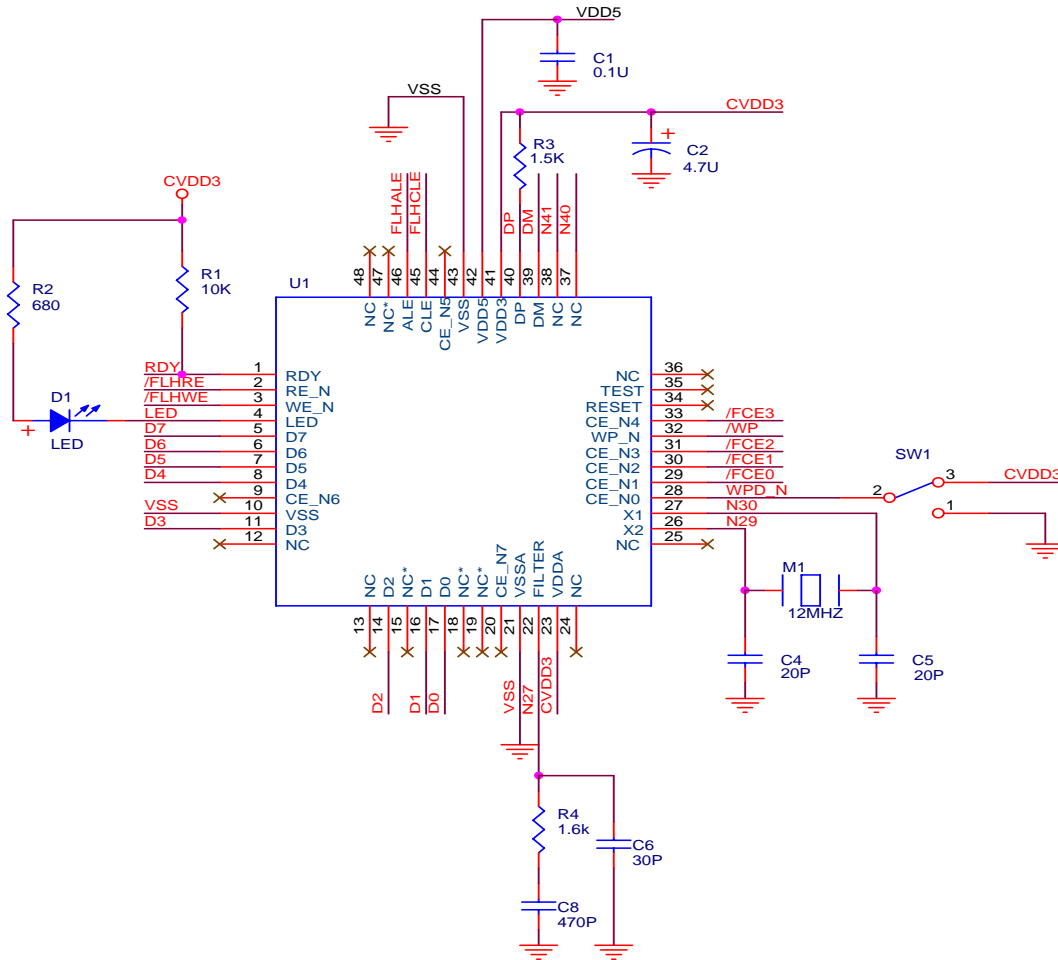 VDD5
C1
0.1U
VSS
CVDD3
R3
1.5K
C2
4.7U
+
CVDD3
FLHALE
FLHCLE
DP
DM
N41
N40
R2
680
R1
10K
U1
48
47
46
45
44
43
42
41
40
39
38
37
NC
NC*
ALE
CLE
CE_N5
VSS
VDD5
VDD3
DP
DM
NC
NC
RDY 1 RDY
/FLHRE 2 RE_N
/FLHWE 3 WE_N
LED 4 LED
D7 5 D7
D6 6 D6
D5 7 D5
D4 8 D4
9 CE_N6
VSS 10 VSS
D3 11 D3
12 NC
D1
+
LED
NC 36
TEST 35
RESET 34
CE_N4 33 /FCE3
WP_N 32 /WP
CE_N3 31 /FCE2
CE_N2 30 /FCE1
CE_N1 29 /FCE0
CE_N0 28 WPD_N
X1 27 N30
X2 26 N29
NC 25
SW1
2
3
1
CVDD3
M1
12MHZ
C4
20P
C5
20P
NC
D2
NC*
D1
D0
NC*
NC*
CE_N7
VSSA
FILTER
VDDA
NC
13
14
15
16
17
18
19
20
21
22
23
24
D2
D1
D0
VSS
N27
CVDD3
R4
1.6k
C6
30P
C8
470P